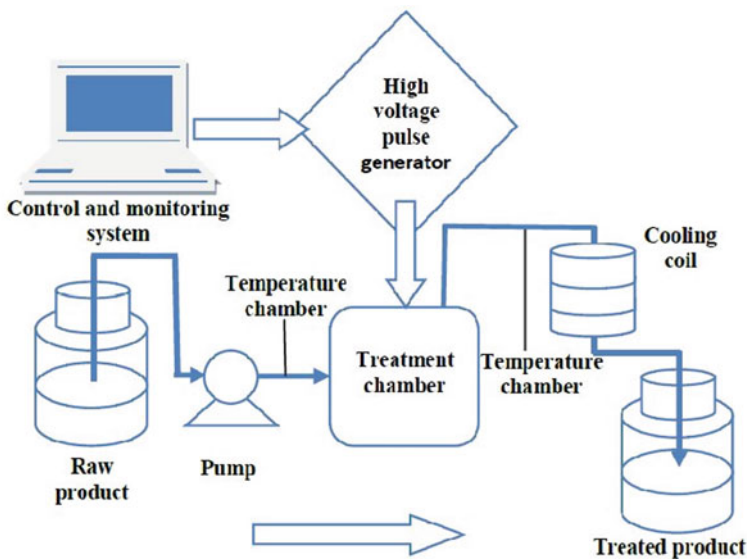 High
voltage
pulse
generator
Control and monitoring
system
Cooling
coil
Temperature
chamber
Treatment
chamber
Temperature
chamber
Raw
product
Pump
Treated product